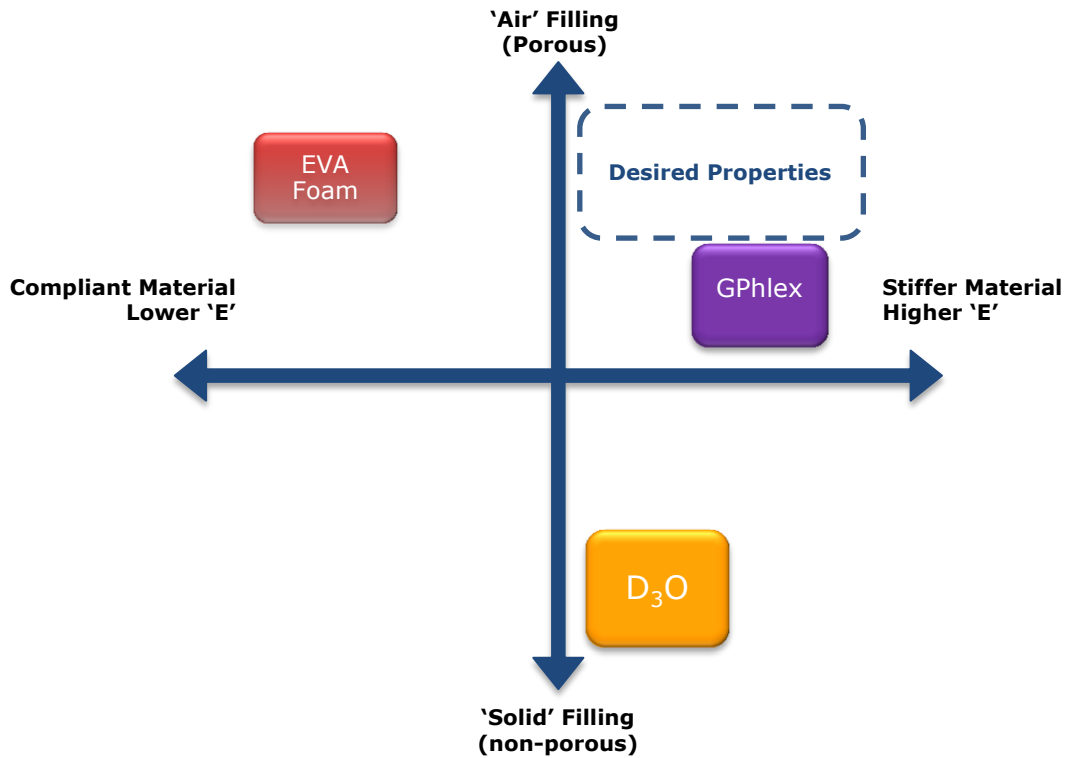 ‘Air’ Filling
(Porous)
EVA
Foam
Desired Properties
Compliant Material
Lower ‘E’
GPhlex
Stiffer Material
Higher ‘E’
D₃O
‘Solid’ Filling
(non-porous)